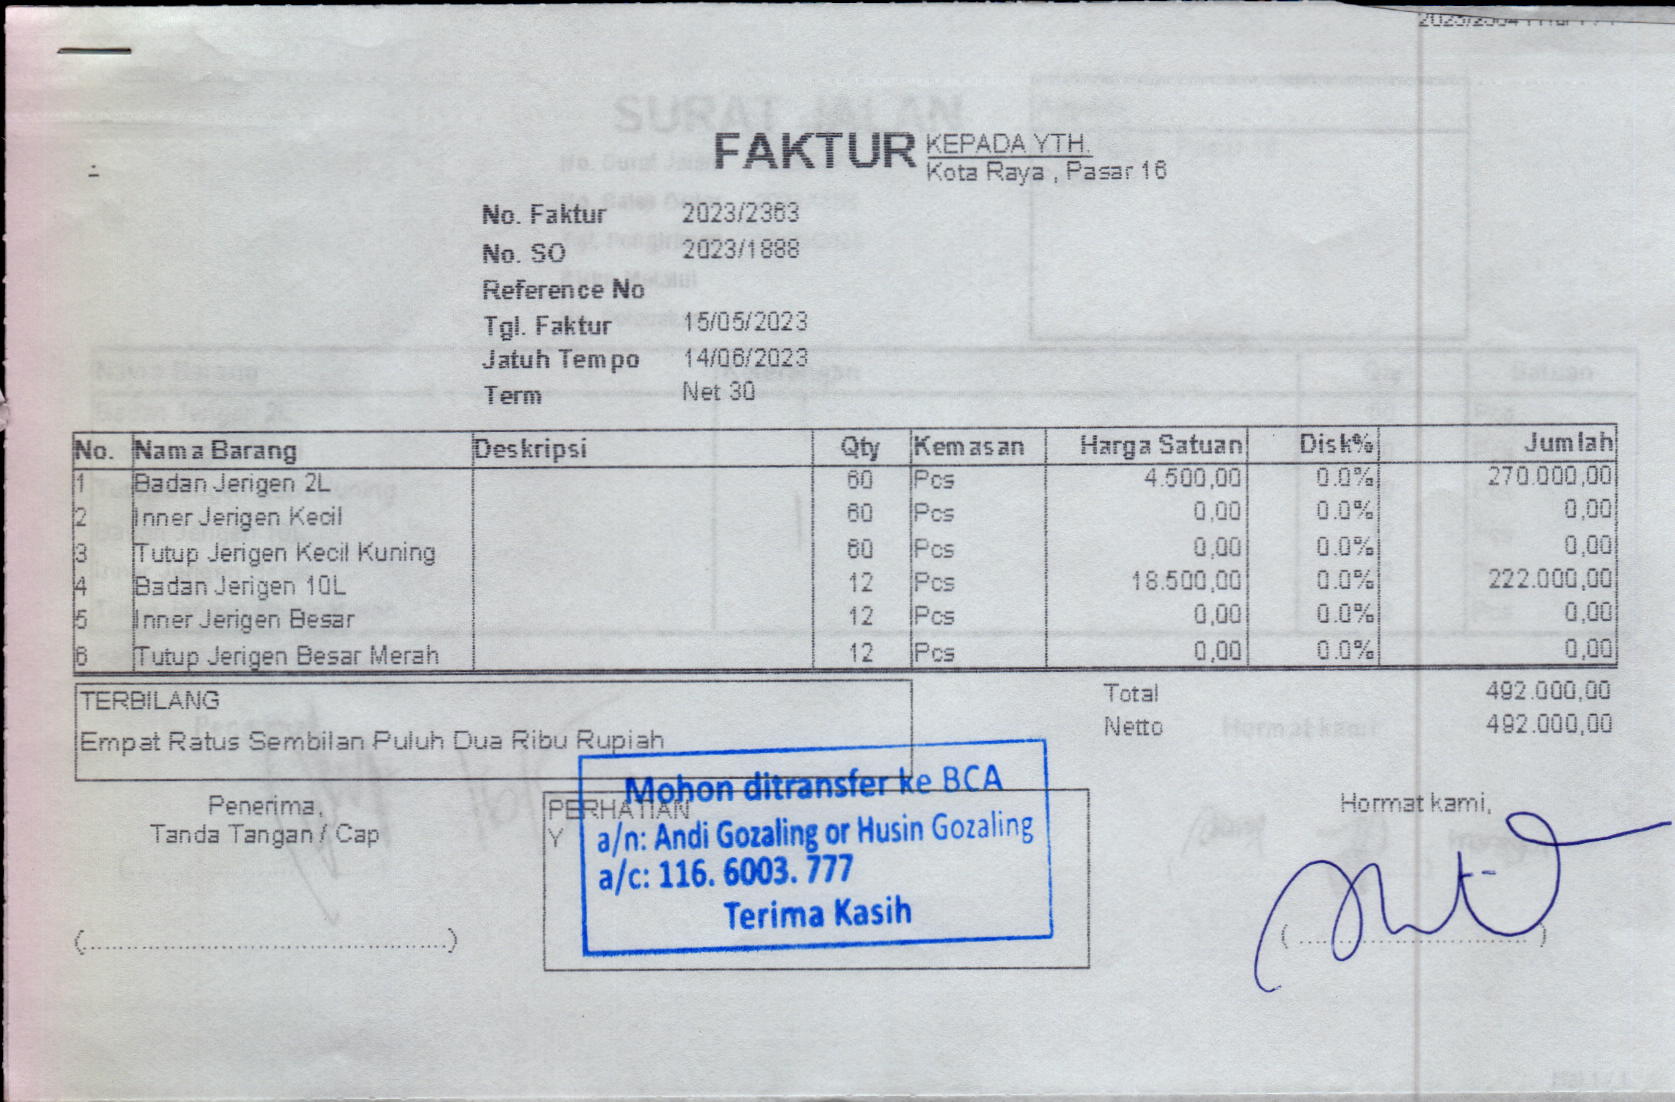 FAKTUR
KEPADA YTH.
Kota Raya , Pasar 16
No. Faktur 2023/2363
No. SO 2023/1888
Reference No
Tgl. Faktur 15/05/2023
Jatuh Tempo 14/06/2023
Term Net 30
No. Nama Barang Deskripsi Qty Kemasan Harga Satuan Disk% Jumlah
1 Badan Jerigen 2L 60 Pcs 4.500,00 0.0% 270.000,00
2 Inner Jerigen Kecil 60 Pcs 0,00 0.0% 0,00
3 Tutup Jerigen Kecil Kuning 60 Pcs 0,00 0.0% 0,00
4 Badan Jerigen 10L 12 Pcs 18.500,00 0.0% 222.000,00
5 Inner Jerigen Besar 12 Pcs 0,00 0.0% 0,00
6 Tutup Jerigen Besar Merah 12 Pcs 0,00 0.0% 0,00
TERBILANG
Empat Ratus Sembilan Puluh Dua Ribu Rupiah
Total 492.000,00
Netto 492.000,00
Penerima,
Tanda Tangan / Cap
(..............................................)
PERHATIAN
Y
Mohon ditransfer ke BCA
a/n: Andi Gozaling or Husin Gozaling
a/c: 116. 6003. 777
Terima Kasih
Hormat kami,
( ............................. )
SURAT JALAN